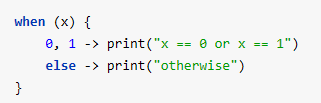 when (x) {
    0, 1 -> print("x == 0 or x == 1")
    else -> print("otherwise")
}